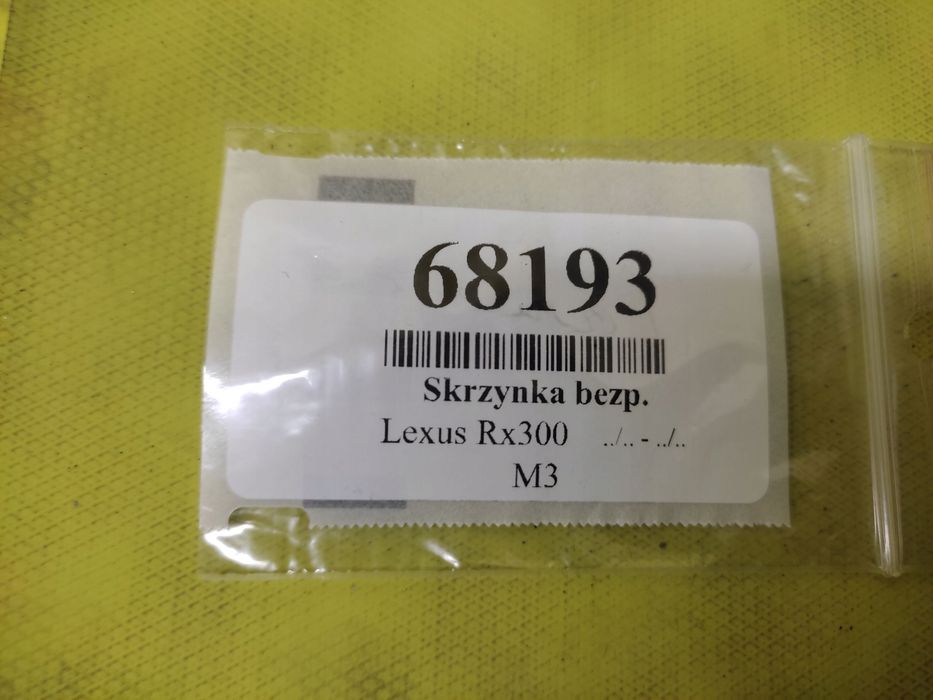 68193
Skrzynka bezp.
Lexus Rx300 ../.. - ../..
M3